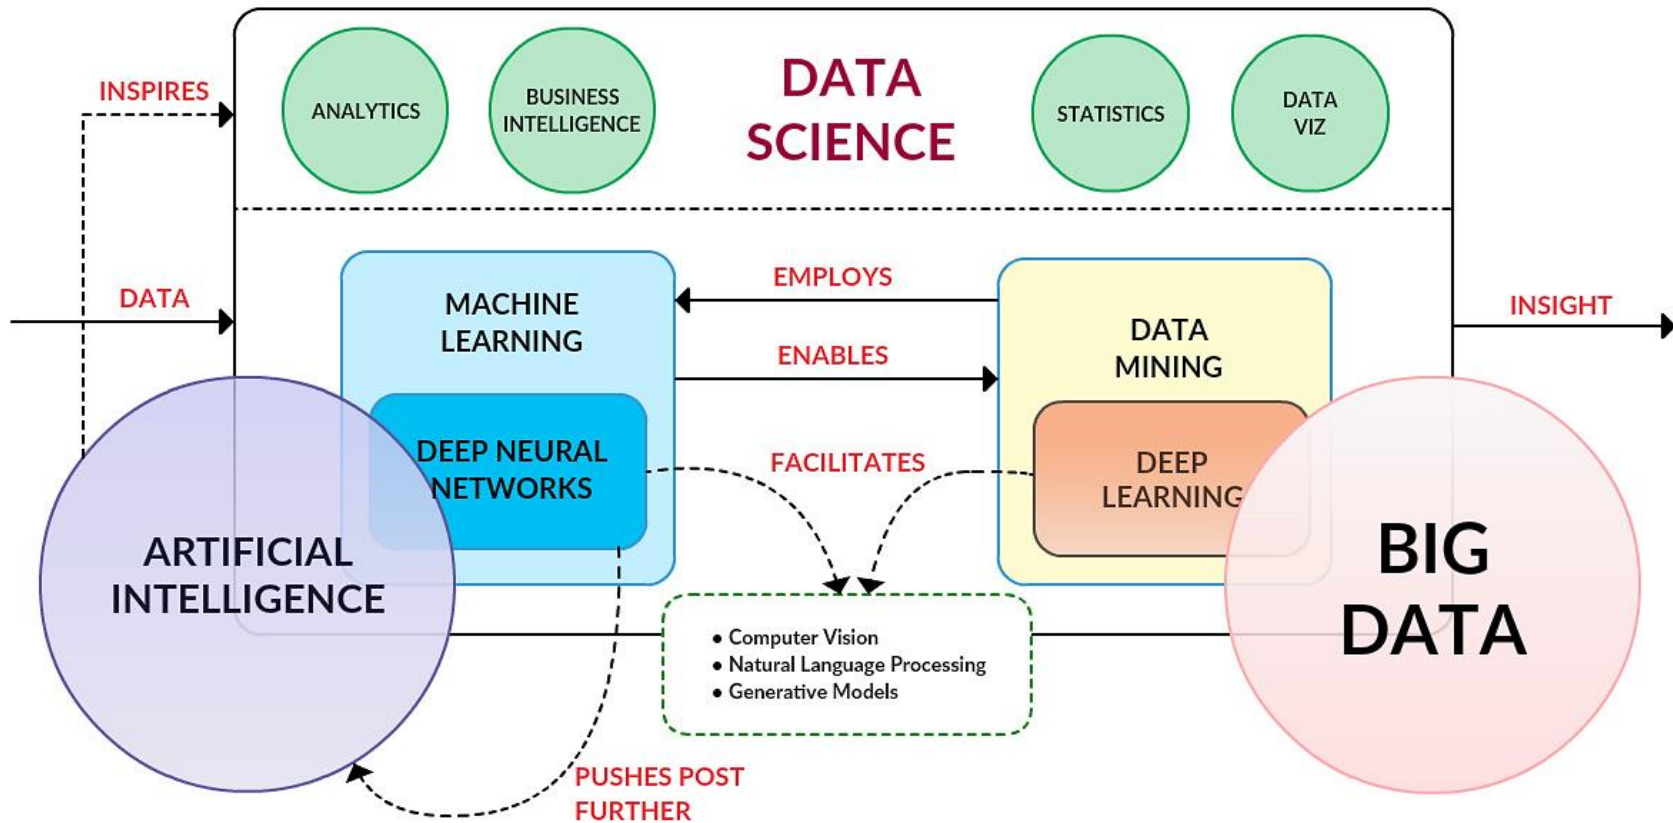 INSPIRES
ANALYTICS
BUSINESS
INTELLIGENCE
DATA
SCIENCE
STATISTICS
DATA
VIZ
DATA
MACHINE
LEARNING
EMPLOYS
ENABLES
DATA
MINING
INSIGHT
DEEP NEURAL
NETWORKS
FACILITATES
DEEP
LEARNING
ARTIFICIAL
INTELLIGENCE
BIG
DATA
• Computer Vision
• Natural Language Processing
• Generative Models
PUSHES POST
FURTHER